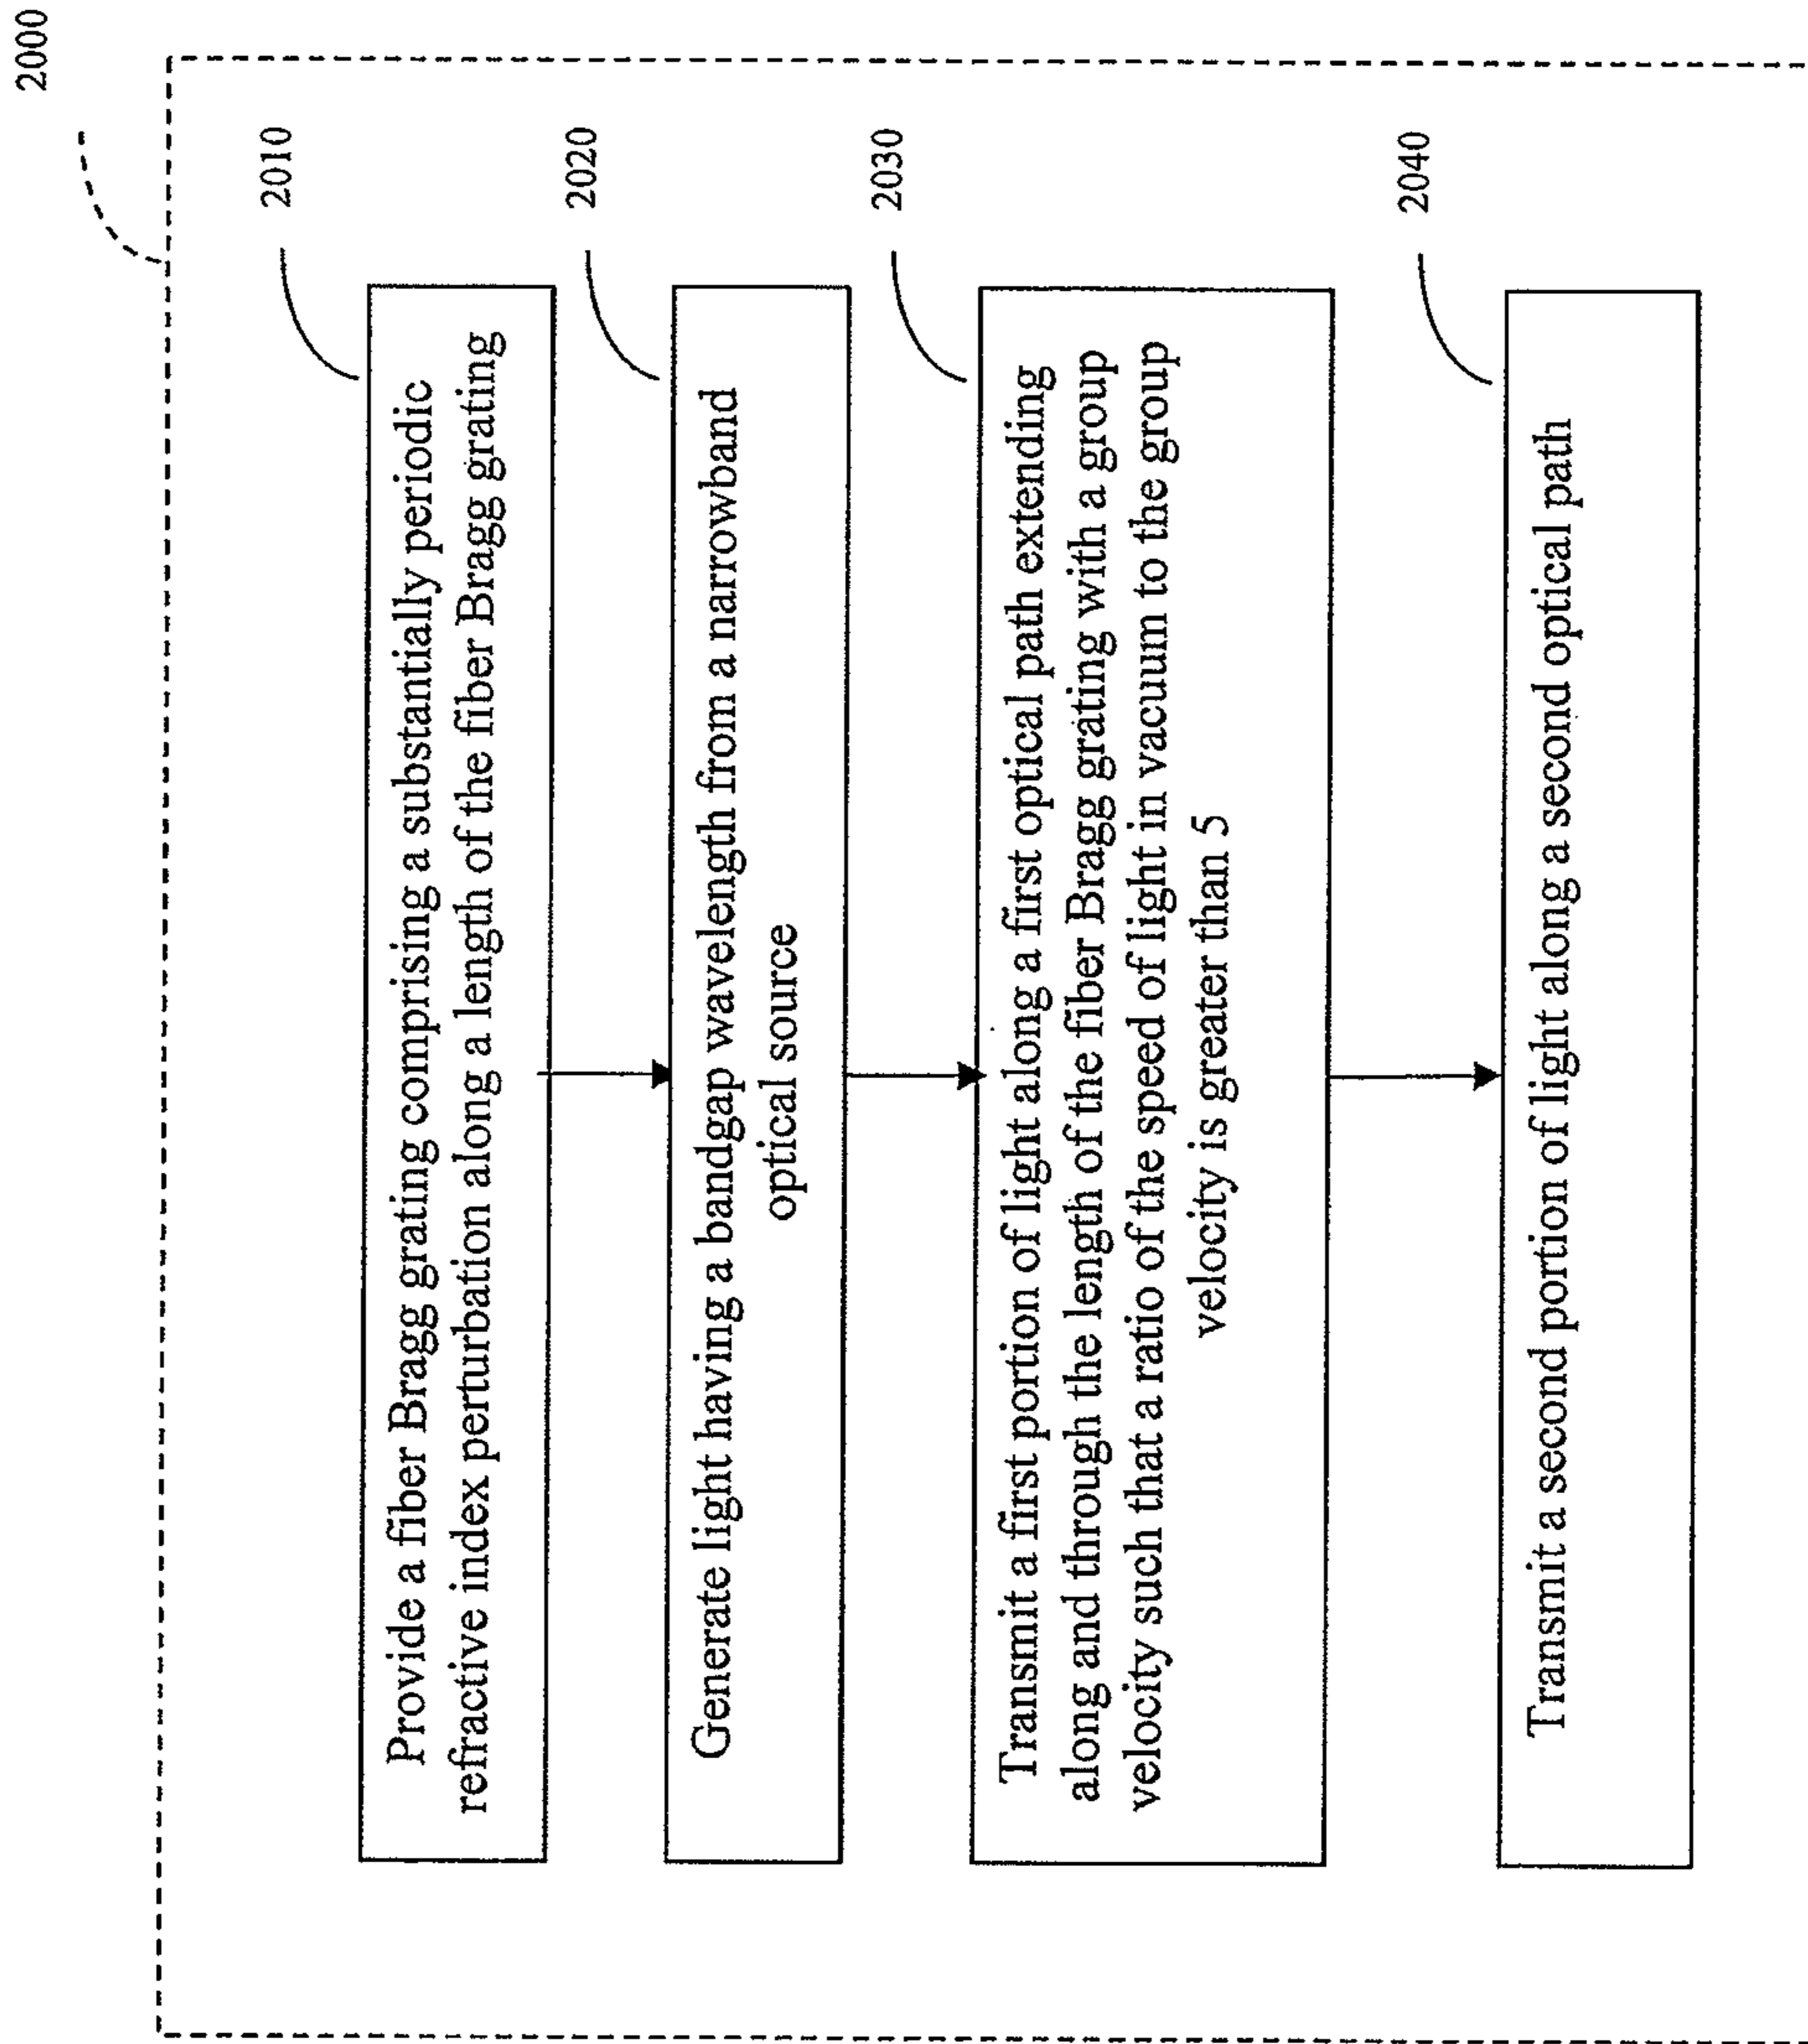 2000
2010
Provide a fiber Bragg grating comprising a substantially periodic
refractive index perturbation along a length of the fiber Bragg grating
2020
Generate light having a bandgap wavelength from a narrowband
optical source
2030
Transmit a first portion of light along a first optical path extending
along and through the length of the fiber Bragg grating with a group
velocity such that a ratio of the speed of light in vacuum to the group
velocity is greater than 5
2040
Transmit a second portion of light along a second optical path